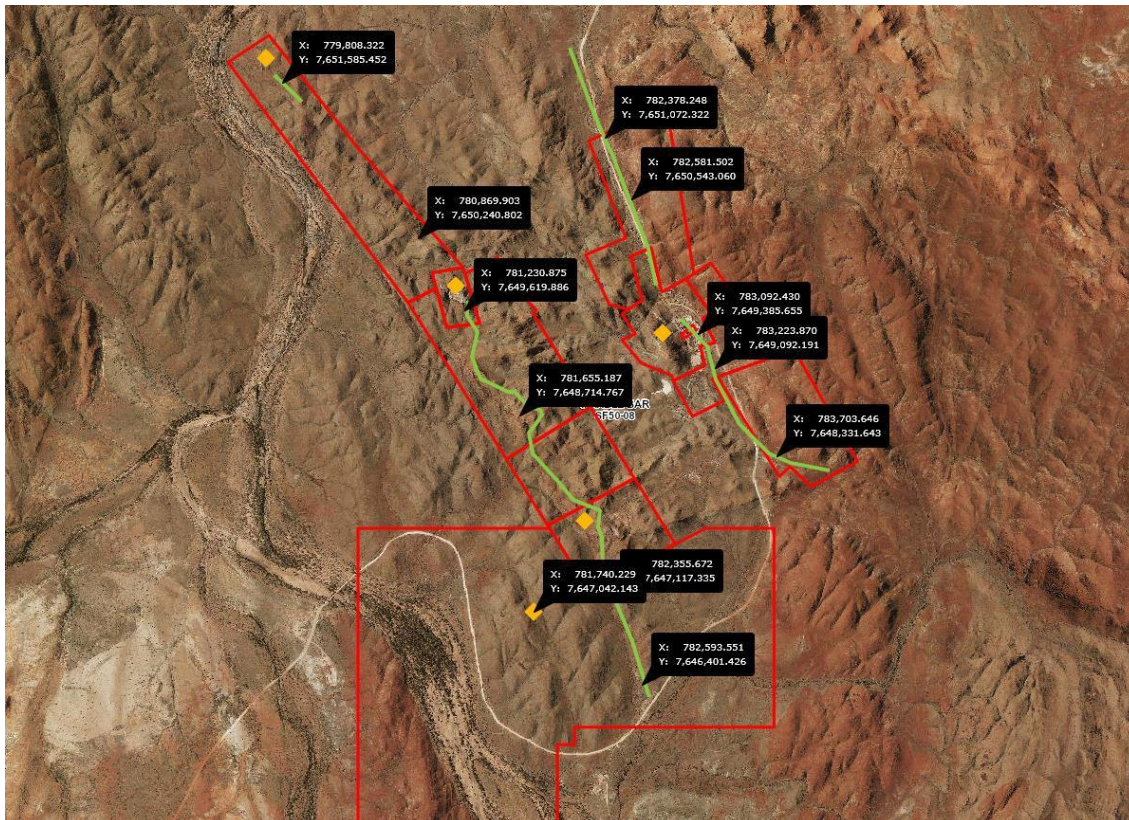 X: 779,808.322
Y: 7,651,585.452
X: 782,378.248
Y: 7,651,072.322
X: 782,581.502
Y: 7,650,543.060
X: 780,869.903
Y: 7,650,240.802
X: 781,230.875
Y: 7,649,619.886
X: 783,092.430
Y: 7,649,385.655
X: 783,223.870
Y: 7,649,092.191
X: 781,655.187
Y: 7,648,714.767
SF50-08
X: 783,703.646
Y: 7,648,331.643
782,355.672
7,647,117.335
X: 781,740.229
Y: 7,647,042.143
X: 782,593.551
Y: 7,646,401.426